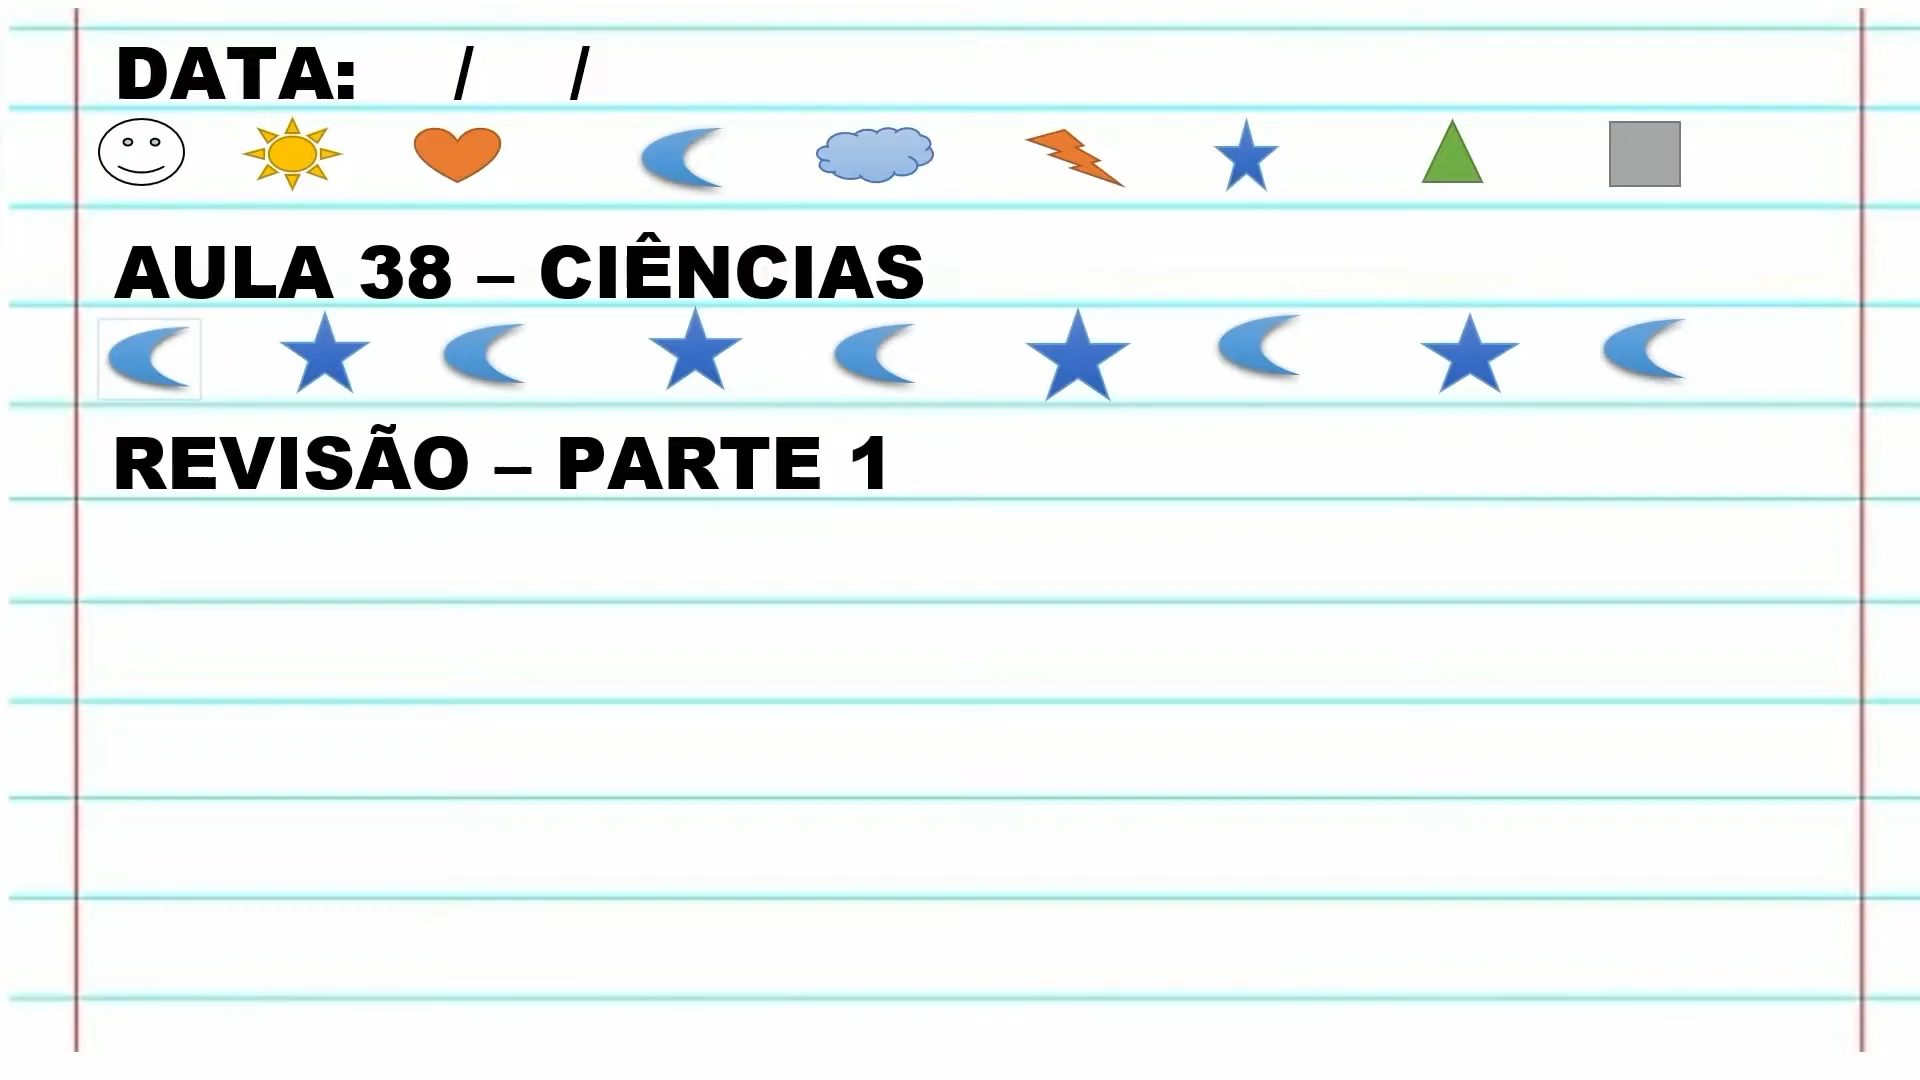 DATA: / /
AULA 38 – CIÊNCIAS
REVISÃO – PARTE 1